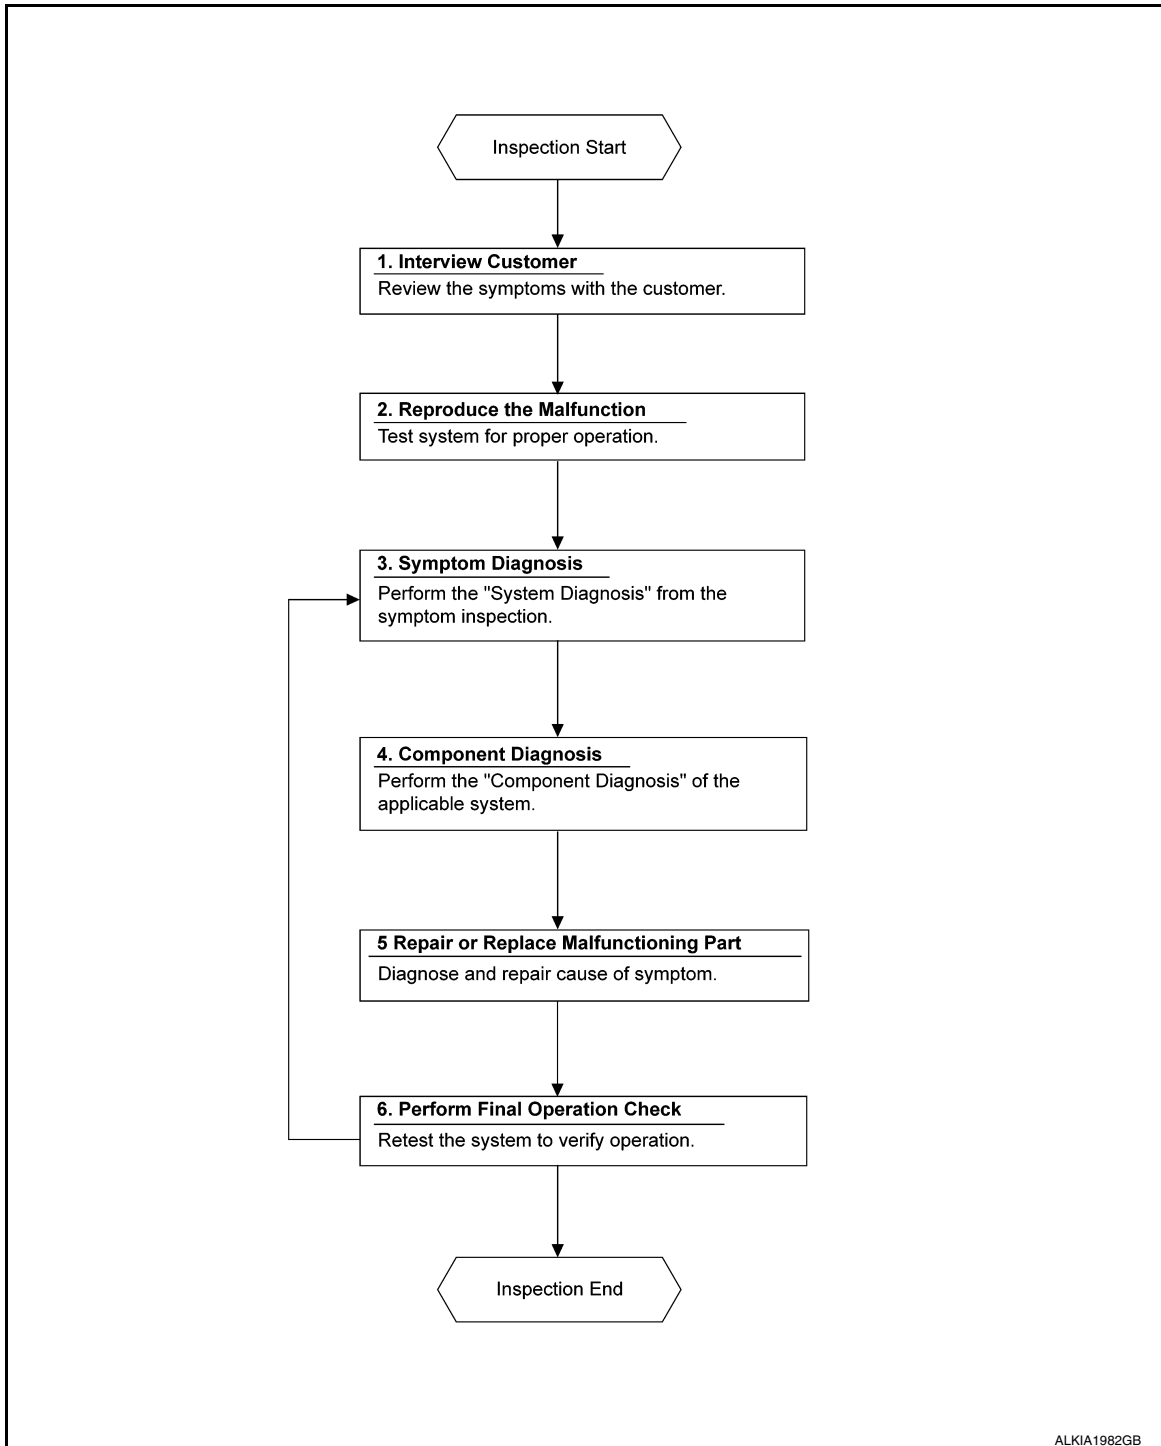 Inspection Start
1. Interview Customer
Review the symptoms with the customer.
2. Reproduce the Malfunction
Test system for proper operation.
3. Symptom Diagnosis
Perform the "System Diagnosis" from the
symptom inspection.
4. Component Diagnosis
Perform the "Component Diagnosis" of the
applicable system.
5 Repair or Replace Malfunctioning Part
Diagnose and repair cause of symptom.
6. Perform Final Operation Check
Retest the system to verify operation.
Inspection End
ALKIA1982GB